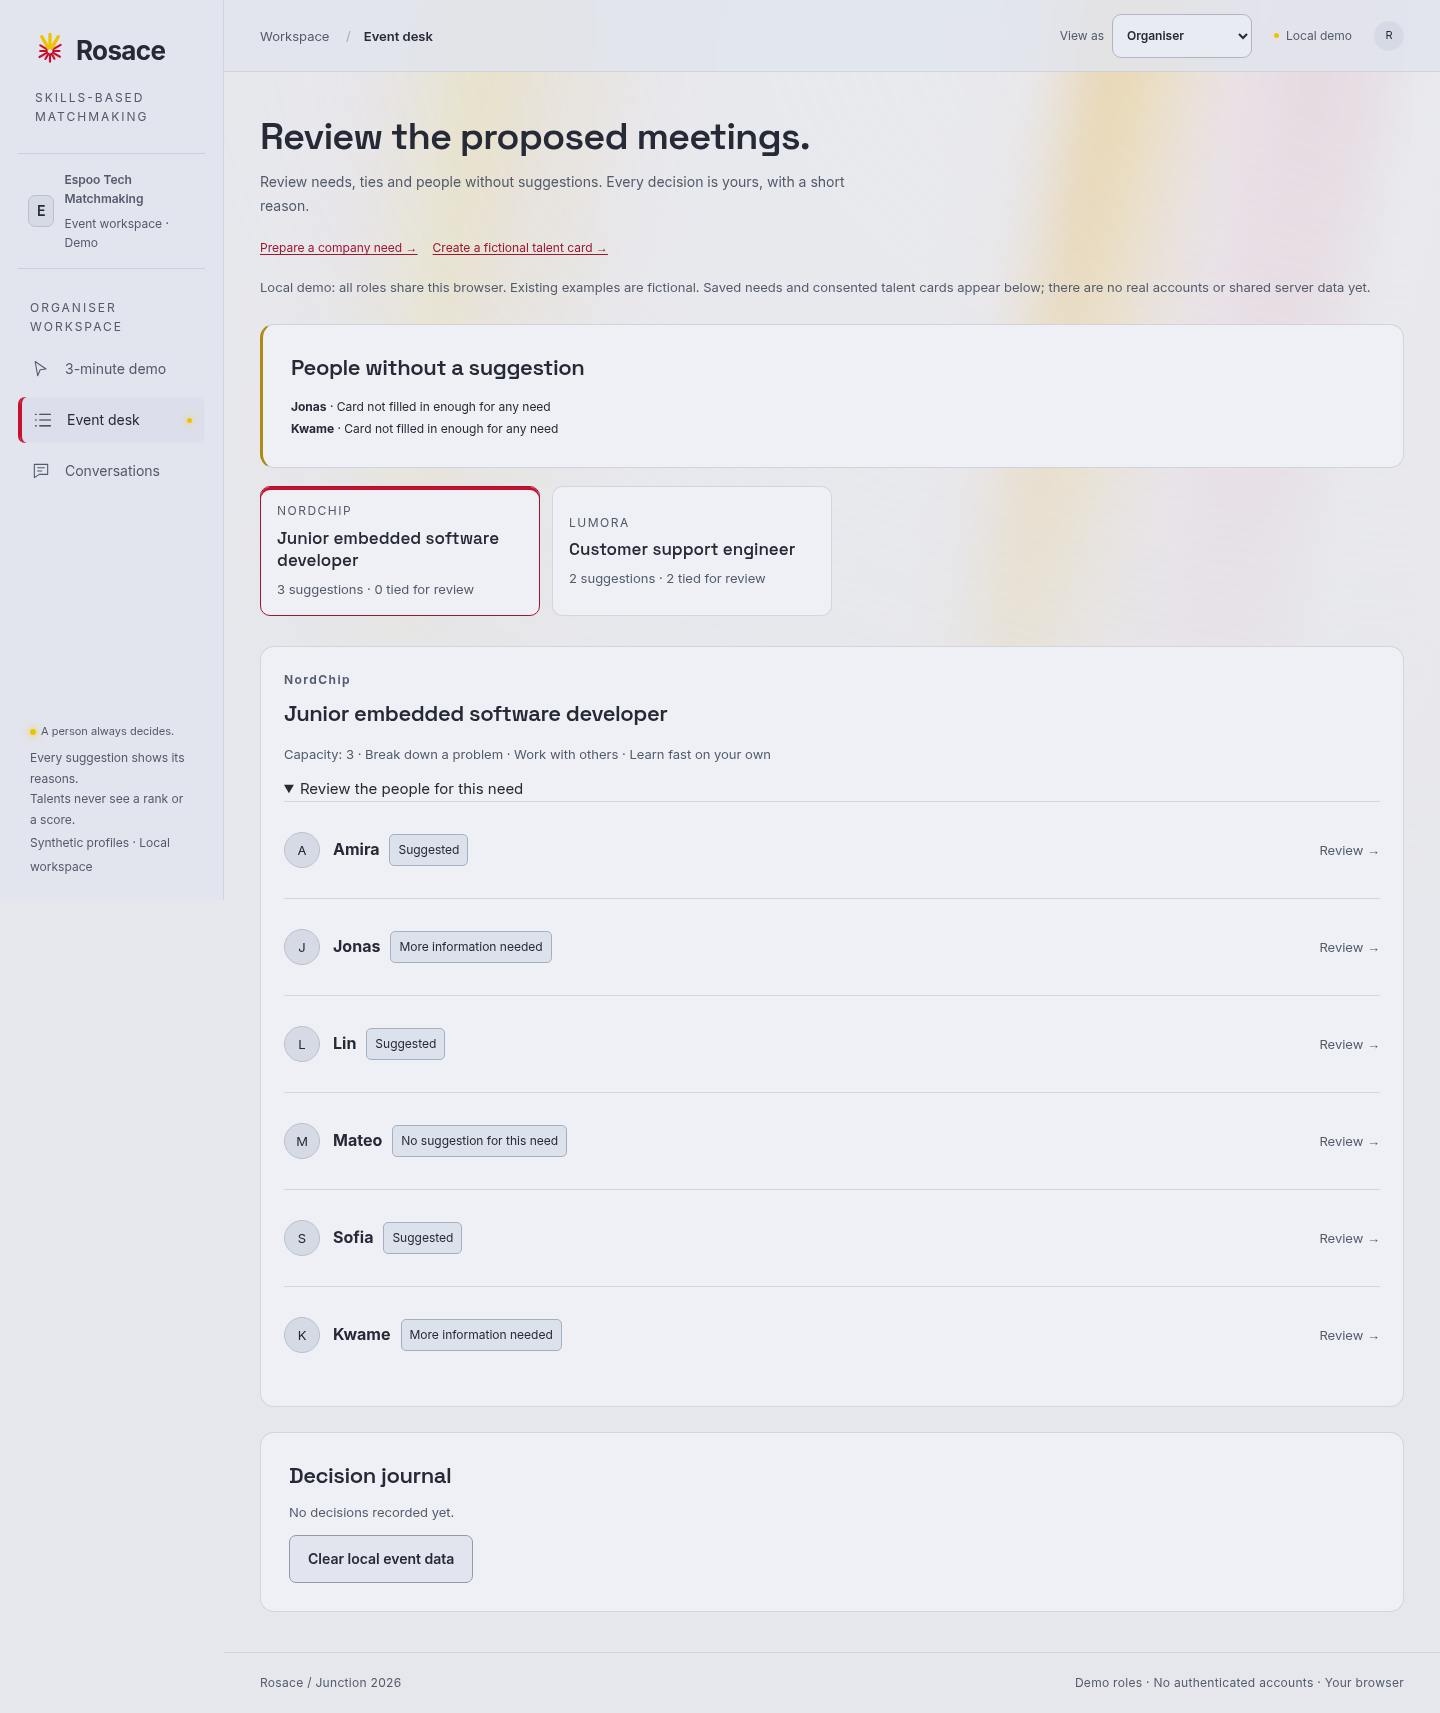 Rosace
SKILLS-BASED
MATCHMAKING
E
Espoo Tech
Matchmaking
Event workspace ·
Demo
ORGANISER
WORKSPACE
3-minute demo
Event desk
Conversations
A person always decides.
Every suggestion shows its
reasons.
Talents never see a rank or
a score.
Synthetic profiles · Local
workspace
Workspace / Event desk
View as Organiser Local demo R
Review the proposed meetings.
Review needs, ties and people without suggestions. Every decision is yours, with a short
reason.
Prepare a company need → Create a fictional talent card →
Local demo: all roles share this browser. Existing examples are fictional. Saved needs and consented talent cards appear below; there are no real accounts or shared server data yet.
People without a suggestion
Jonas · Card not filled in enough for any need
Kwame · Card not filled in enough for any need
NORDCHIP
Junior embedded software
developer
3 suggestions · 0 tied for review
LUMORA
Customer support engineer
2 suggestions · 2 tied for review
NordChip
Junior embedded software developer
Capacity: 3 · Break down a problem · Work with others · Learn fast on your own
▼ Review the people for this need
A Amira Suggested Review →
J Jonas More information needed Review →
L Lin Suggested Review →
M Mateo No suggestion for this need Review →
S Sofia Suggested Review →
K Kwame More information needed Review →
Decision journal
No decisions recorded yet.
Clear local event data
Rosace / Junction 2026
Demo roles · No authenticated accounts · Your browser